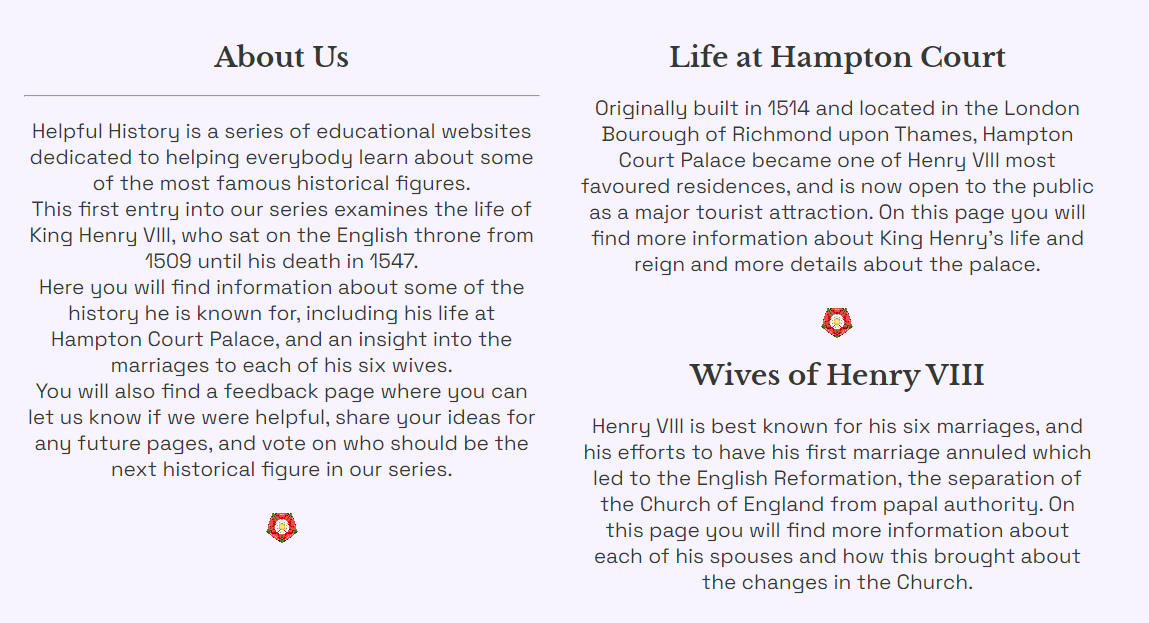 About Us
Helpful History is a series of educational websites
dedicated to helping everybody learn about some
of the most famous historical figures.
This first entry into our series examines the life of
King Henry VIII, who sat on the English throne from
1509 until his death in 1547.
Here you will find information about some of the
history he is known for, including his life at
Hampton Court Palace, and an insight into the
marriages to each of his six wives.
You will also find a feedback page where you can
let us know if we were helpful, share your ideas for
any future pages, and vote on who should be the
next historical figure in our series.
Life at Hampton Court
Originally built in 1514 and located in the London
Bourough of Richmond upon Thames, Hampton
Court Palace became one of Henry VIII most
favoured residences, and is now open to the public
as a major tourist attraction. On this page you will
find more information about King Henry's life and
reign and more details about the palace.
Wives of Henry VIII
Henry VIII is best known for his six marriages, and
his efforts to have his first marriage annuled which
led to the English Reformation, the separation of
the Church of England from papal authority. On
this page you will find more information about
each of his spouses and how this brought about
the changes in the Church.